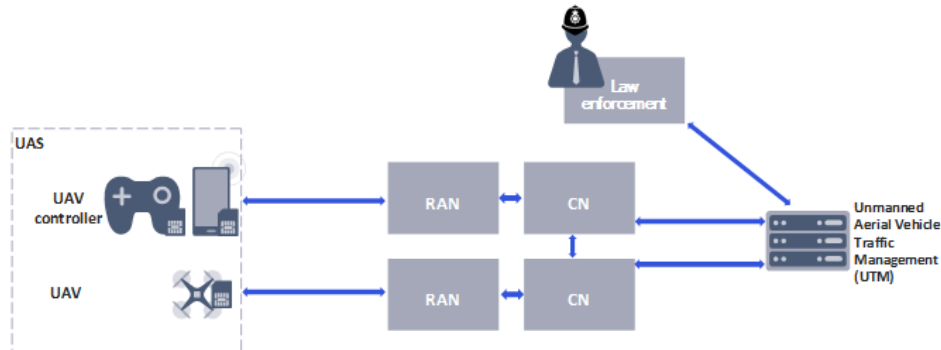 Law
enforcement
UAS
UAV
controller
RAN
CN
Unmanned
Aerial Vehicle
Traffic
Management
(UTM)
UAV
RAN
CN